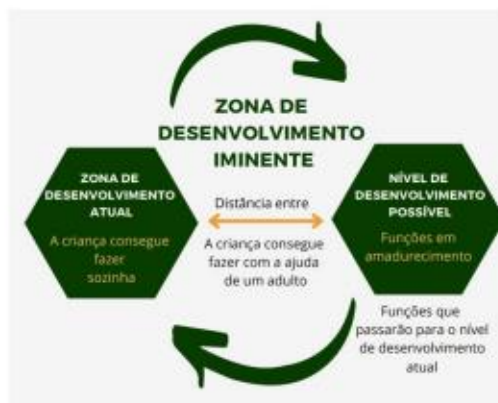 ZONA DE
DESENVOLVIMENTO
IMINENTE
ZONA DE
DESENVOLVIMENTO
ATUAL
A criança consegue
fazer
sozinha
Distância entre
A criança consegue
fazer com a ajuda
de um adulto
NÍVEL DE
DESENVOLVIMENTO
POSSÍVEL
Funções em
amadurecimento
Funções que
passarão para o nível
de desenvolvimento
atual